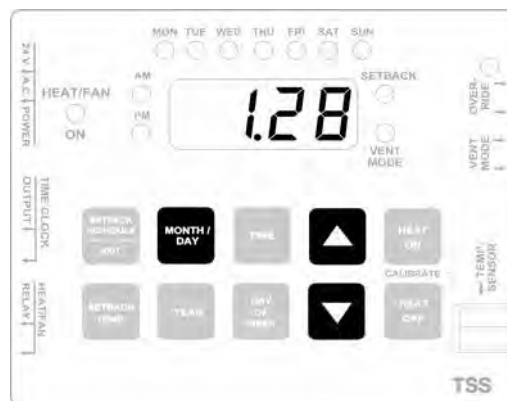 MON TUE WED THU FRI SAT SUN
24 V. A.C. POWER
HEAT/FAN
ON
AM
PM
1.28
SETBACK
VENT
MODE
OVER-
RIDE
VENT
MODE
TIME CLOCK
OUTPUT
SETBACK
SCHEDULE
EXIT
MONTH /
DAY
TIME
HEAT
ON
CALIBRATE
TEMP.
SENSOR
HEAT/FAN
RELAY
SETBACK
TEMP
YEAR
DAY
OF
WEEK
HEAT
OFF
TSS